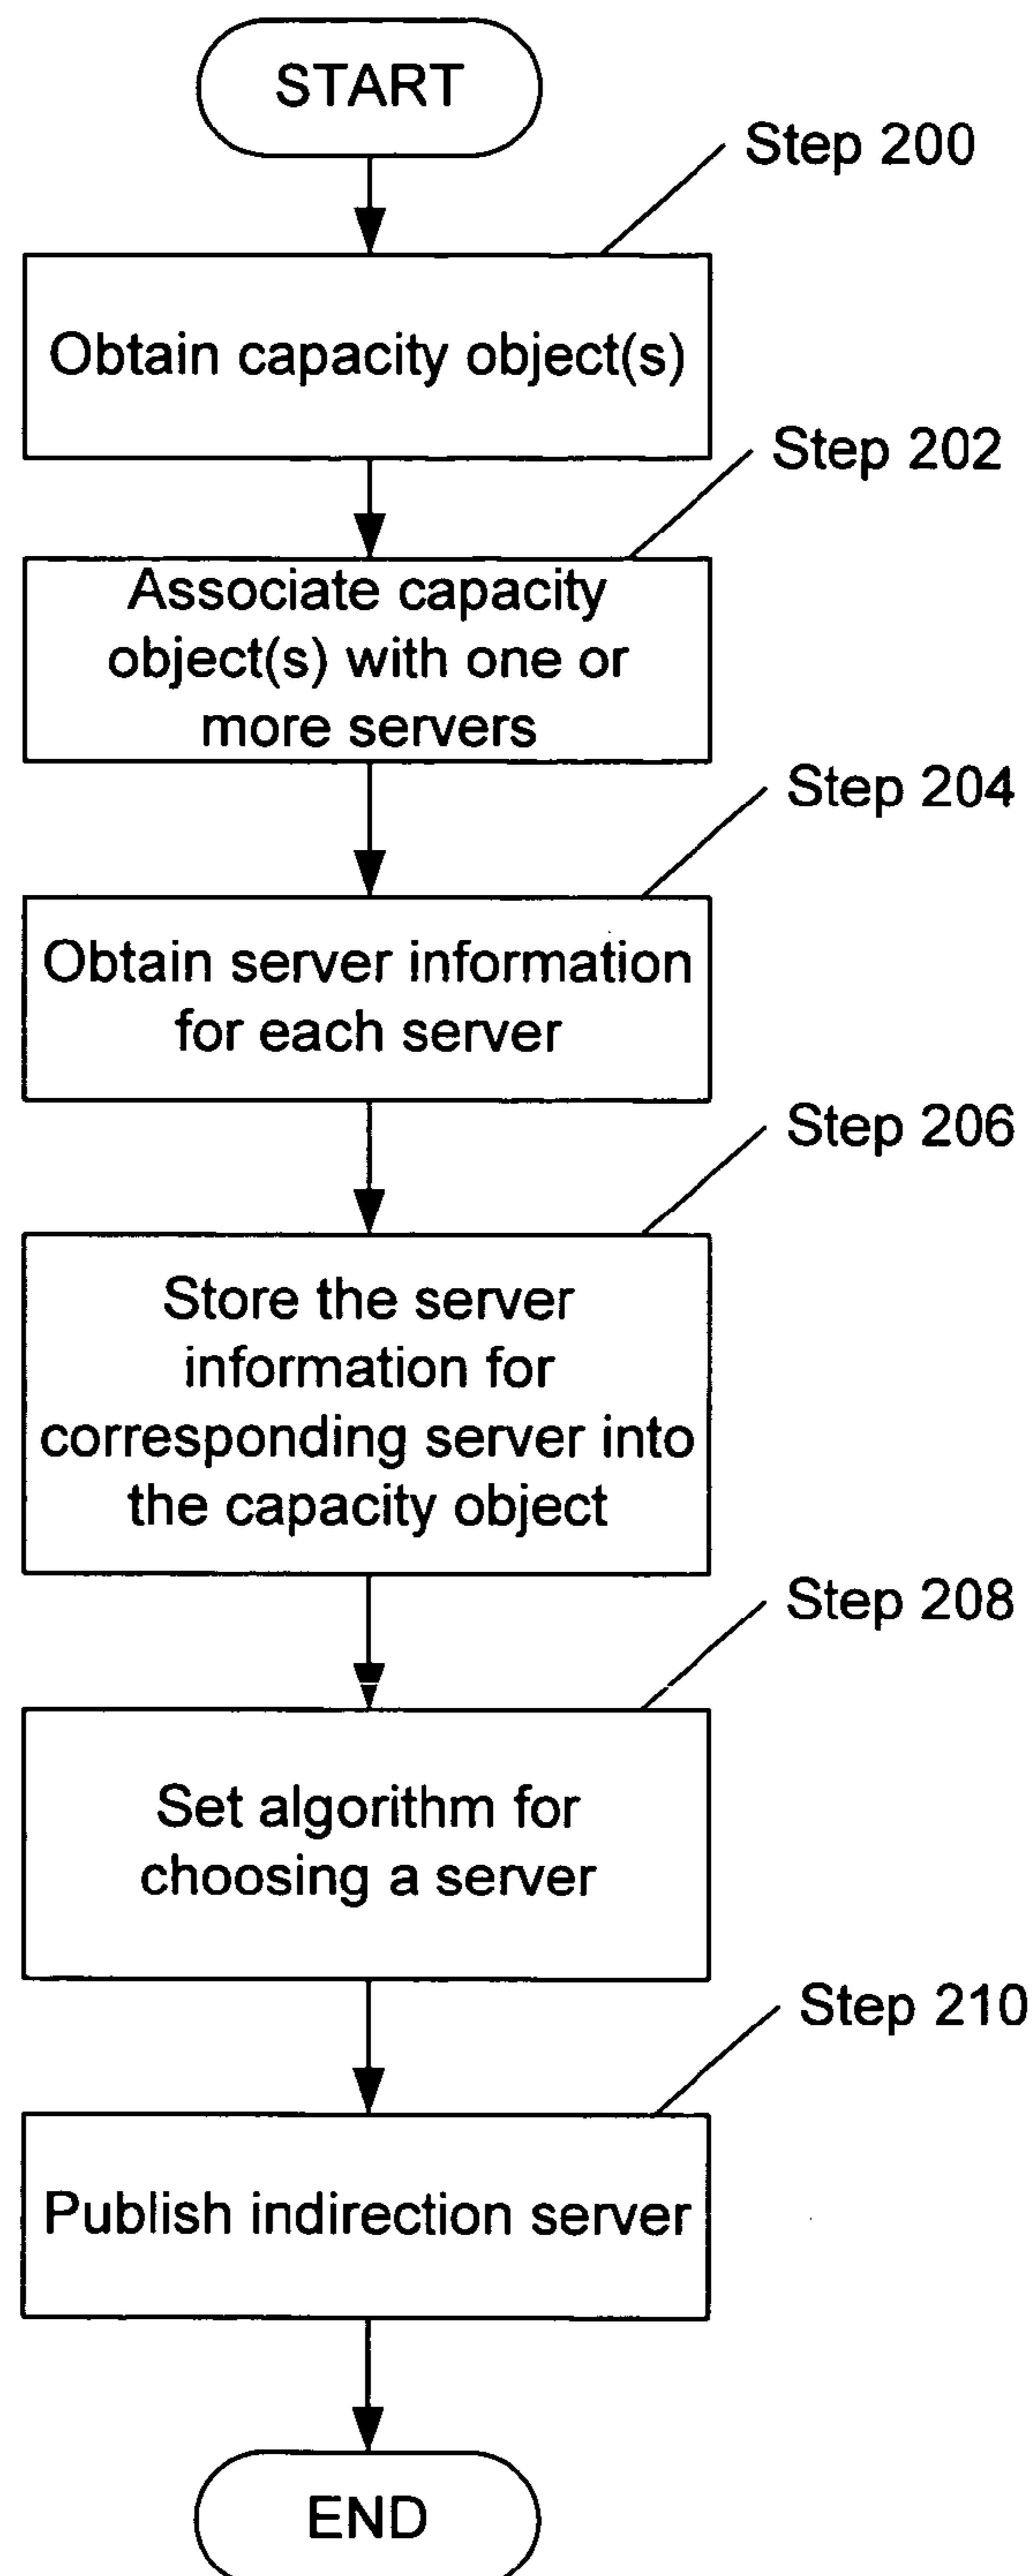 START
Step 200
Obtain capacity object(s)
Step 202
Associate capacity
object(s) with one or
more servers
Step 204
Obtain server information
for each server
Step 206
Store the server
information for
corresponding server into
the capacity object
Step 208
Set algorithm for
choosing a server
Step 210
Publish indirection server
END